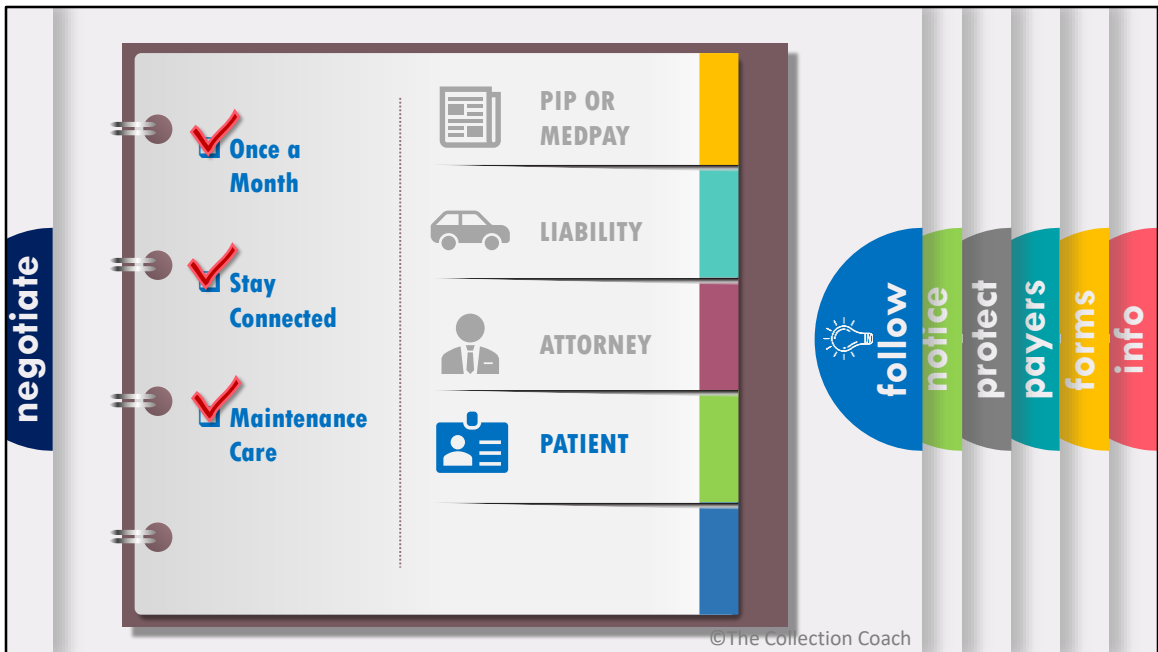 negotiate
Once a
Month
Stay
Connected
Maintenance
Care
PIP OR
MEDPAY
LIABILITY
ATTORNEY
PATIENT
follow
notice
protect
payers
forms
info
©The Collection Coach